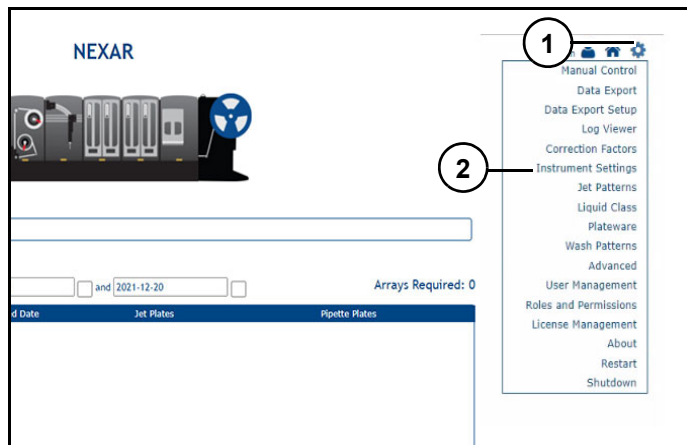 NEXAR
1
Manual Control
Data Export
Data Export Setup
Log Viewer
Correction Factors
2
Instrument Settings
Jet Patterns
Liquid Class
Plateware
Wash Patterns
Advanced
User Management
Roles and Permissions
License Management
About
Restart
Shutdown
and 2021-12-20
Arrays Required: 0
d Date Jet Plates Pipette Plates